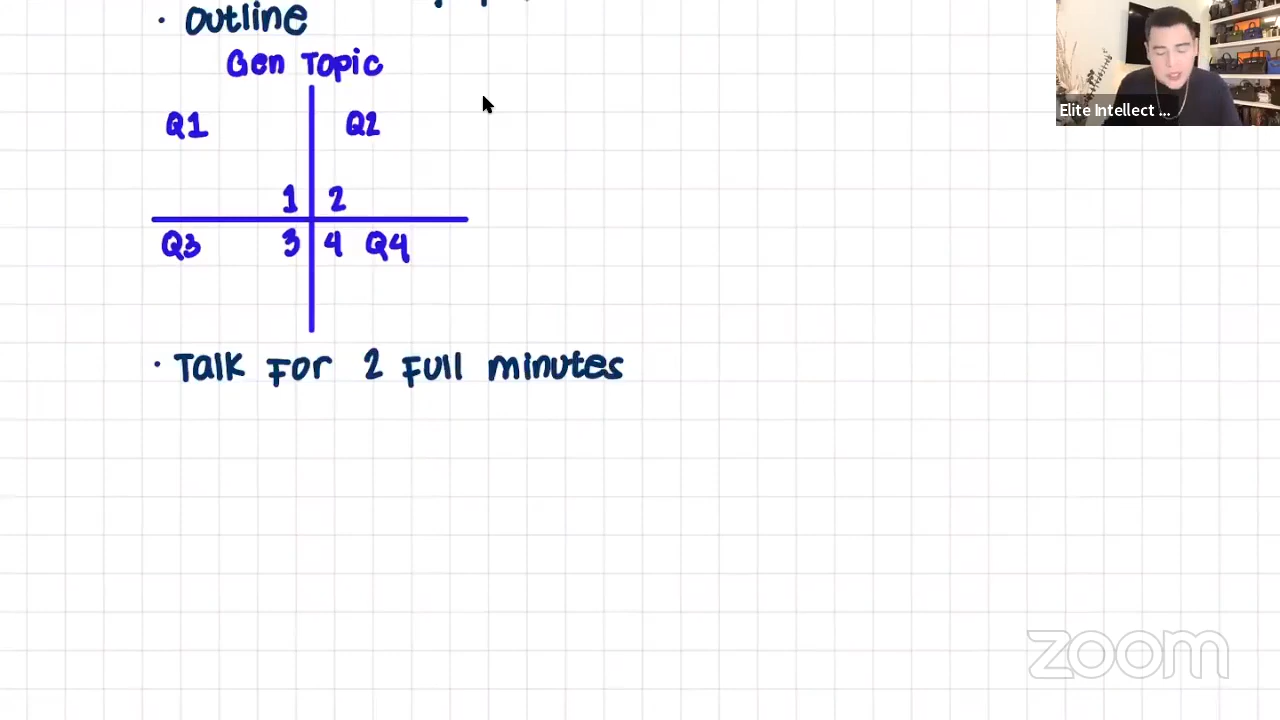 · Outline
Gen Topic
Q1 Q2
1 2
Q3 3 4 Q4
· Talk For 2 Full minutes
Elite Intellect ...
zoom